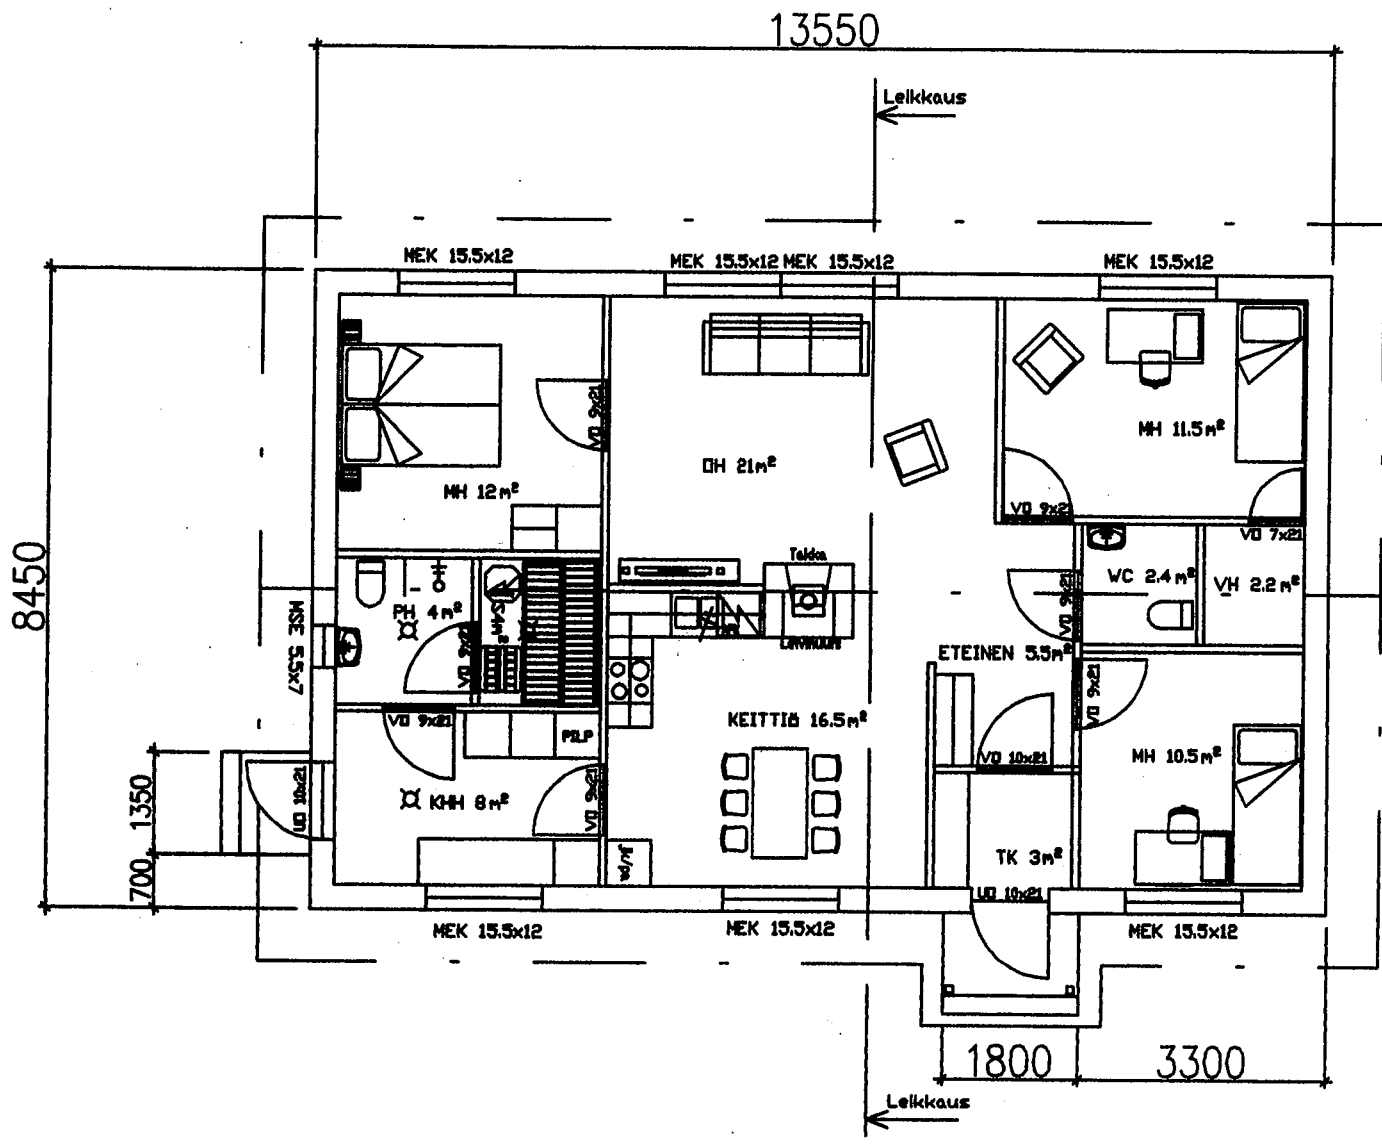 13550
Leikkaus
MEK 15.5x12
MEK 15.5x12 MEK 15.5x12
MEK 15.5x12
8450
VO 9x21
MH 11.5m²
OH 21m²
MH 12m²
VO 9x21
VO 7x21
Takka
WC 2.4m²
VH 2.2m²
VO 9x21
PH 4m²
MSE 5.5x7
ETEINEN 5.5m²
VO 9x21
KEITTIÖ 16.5m²
VO 9x21
P2LP
MH 10.5m²
VO 10x21
1350
UO 10x21
KHH 8m²
VO 9x21
700
jk/pa
TK 3m²
UO 10x21
MEK 15.5x12
MEK 15.5x12
MEK 15.5x12
1800
3300
Leikkaus